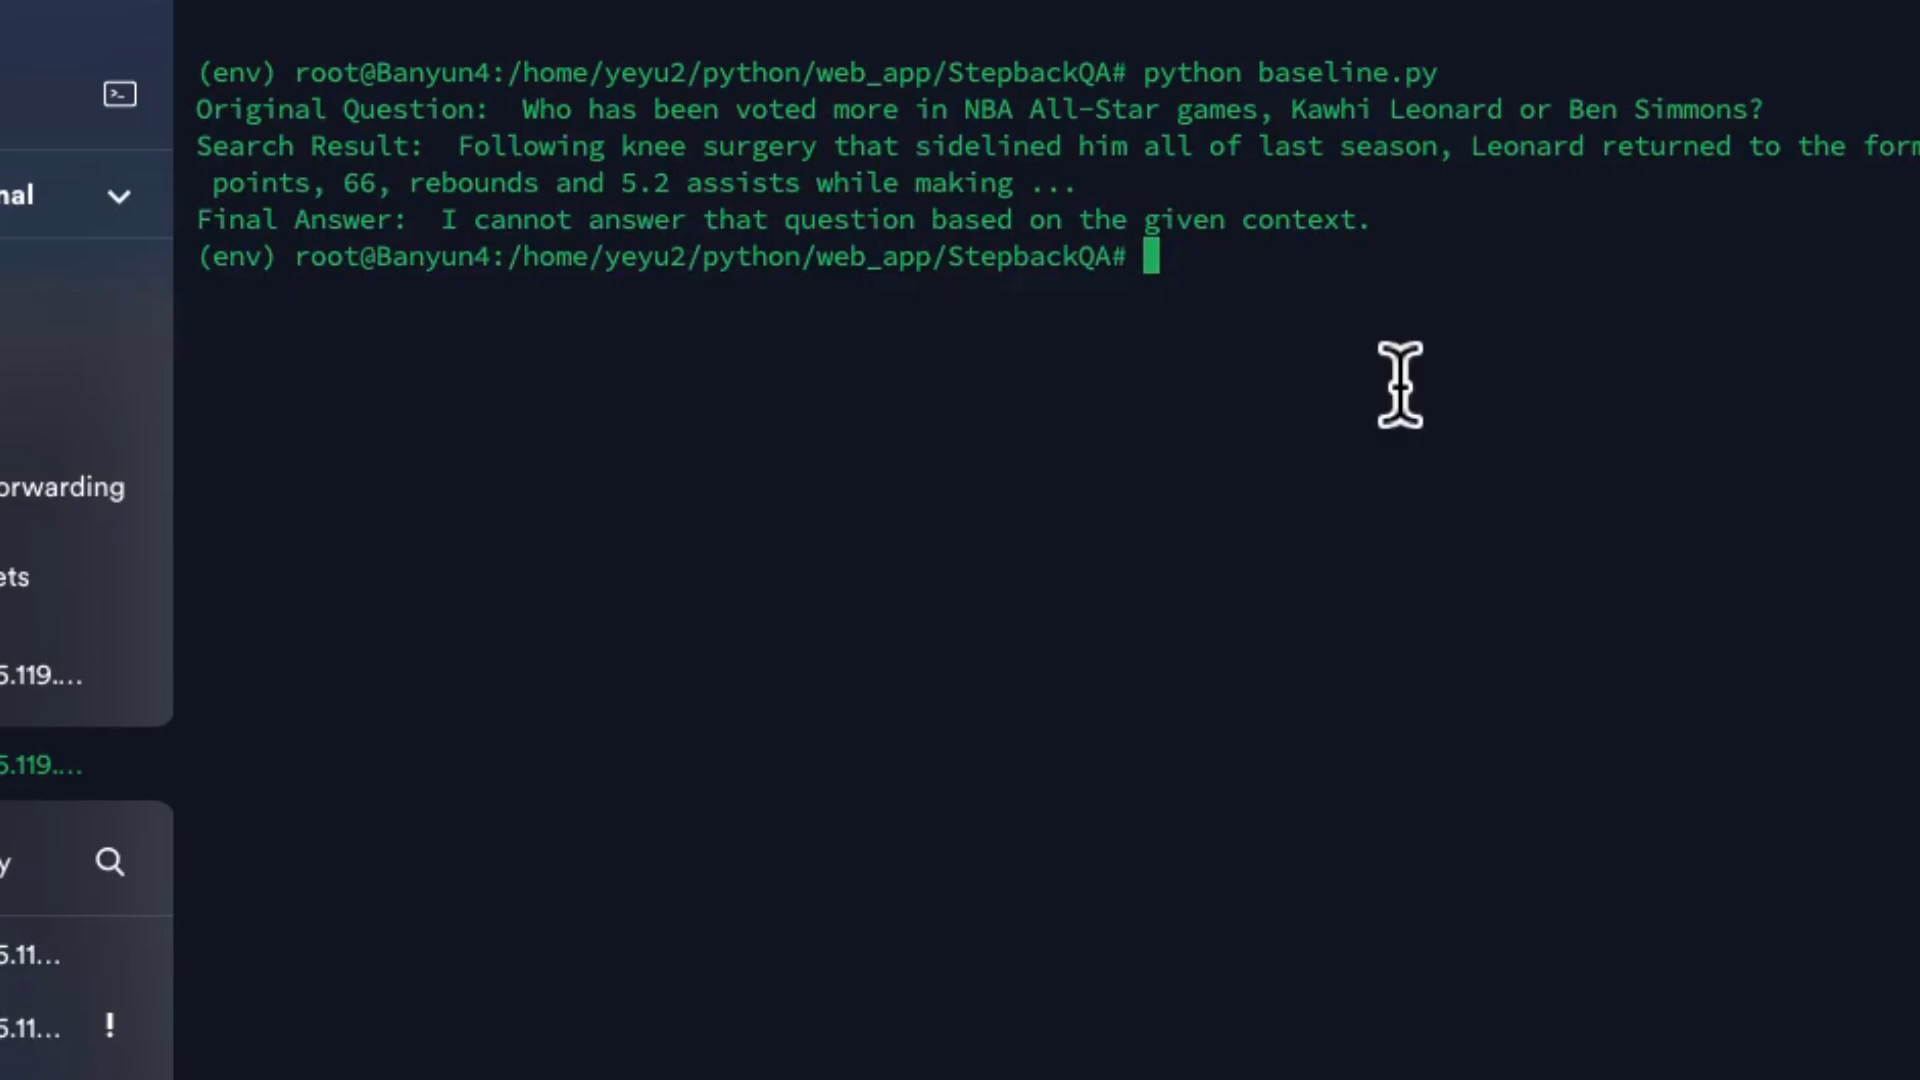 (env) root@Banyun4:/home/yeyu2/python/web_app/StepbackQA# python baseline.py
Original Question:  Who has been voted more in NBA All-Star games, Kawhi Leonard or Ben Simmons?
Search Result:  Following knee surgery that sidelined him all of last season, Leonard returned to the form
points, 66, rebounds and 5.2 assists while making ...
Final Answer:  I cannot answer that question based on the given context.
(env) root@Banyun4:/home/yeyu2/python/web_app/StepbackQA#
nal
orwarding
ets
5.119....
5.119....
y
5.11...
5.11... !